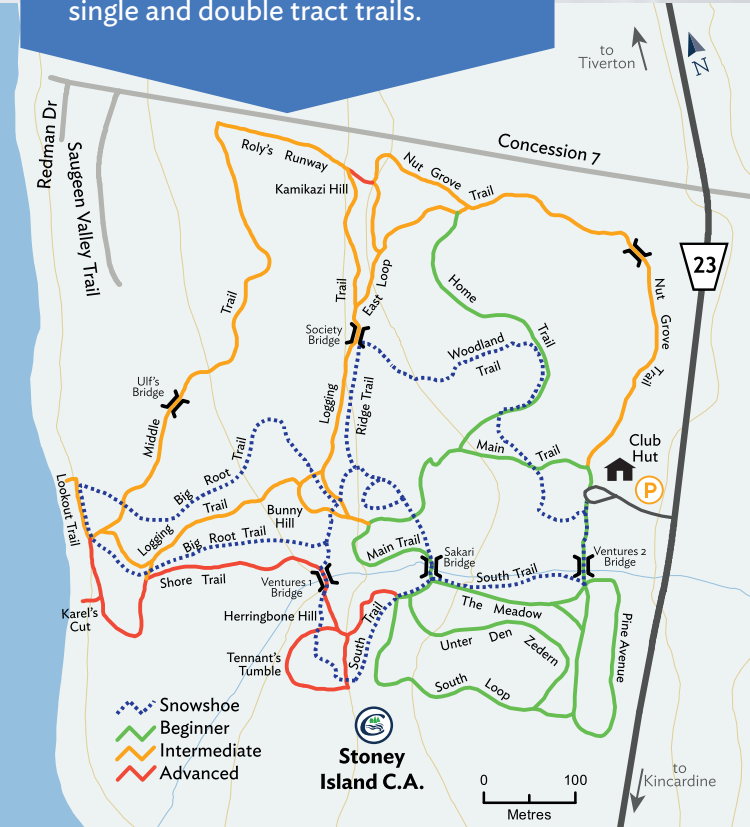 single and double tract trails.
to
Tiverton
N
Redman Dr
Saugeen Valley Trail
Concession 7
Roly's Runway
Kamikazi Hill
Nut Grove
Trail
23
Trail
East Loop
Home
Trail
Trail
Society
Bridge
Woodland
Trail
Nut Grove Trail
Ulf's
Bridge
Middle
Logging
Ridge Trail
Big Root Trail
Main Trail
Club
Hut
P
Lookout Trail
Logging Trail
Bunny
Hill
Big Root Trail
Main Trail
Sakari
Bridge
Ventures 2
Bridge
Shore Trail
Ventures 1
Bridge
South Trail
Karel's
Cut
Herringbone Hill
South Trail
The Meadow
Unter Den Zedern
Pine Avenue
Tennant's
Tumble
South Loop
Snowshoe
Beginner
Intermediate
Advanced
Stoney
Island C.A.
0 100
Metres
to
Kincardine